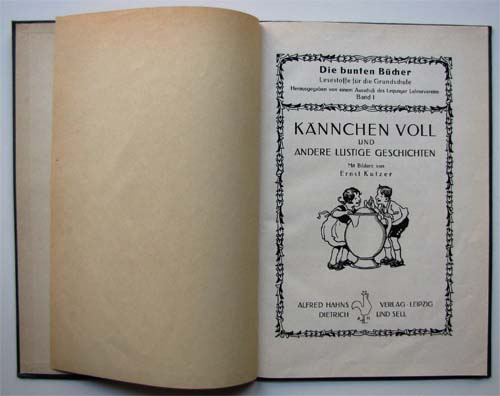 Die bunten Bücher
Lesestoffe für die Grundschule
Herausgegeben von einem Ausschuß des Leipziger Lehrervereins
Band 1
KÄNNCHEN VOLL
UND
ANDERE LUSTIGE GESCHICHTEN
Mit Bildern von
Ernst Kutzer
ALFRED HAHNS VERLAG · LEIPZIG
DIETRICH UND SELL
A H